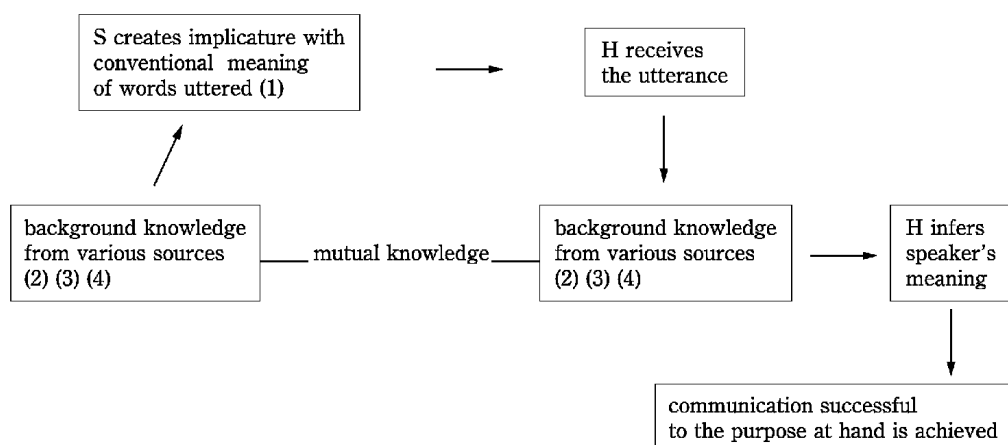 S creates implicature with
conventional meaning
of words uttered (1)
H receives
the utterance
background knowledge
from various sources
(2) (3) (4)
mutual knowledge
background knowledge
from various sources
(2) (3) (4)
H infers
speaker's
meaning
communication successful
to the purpose at hand is achieved